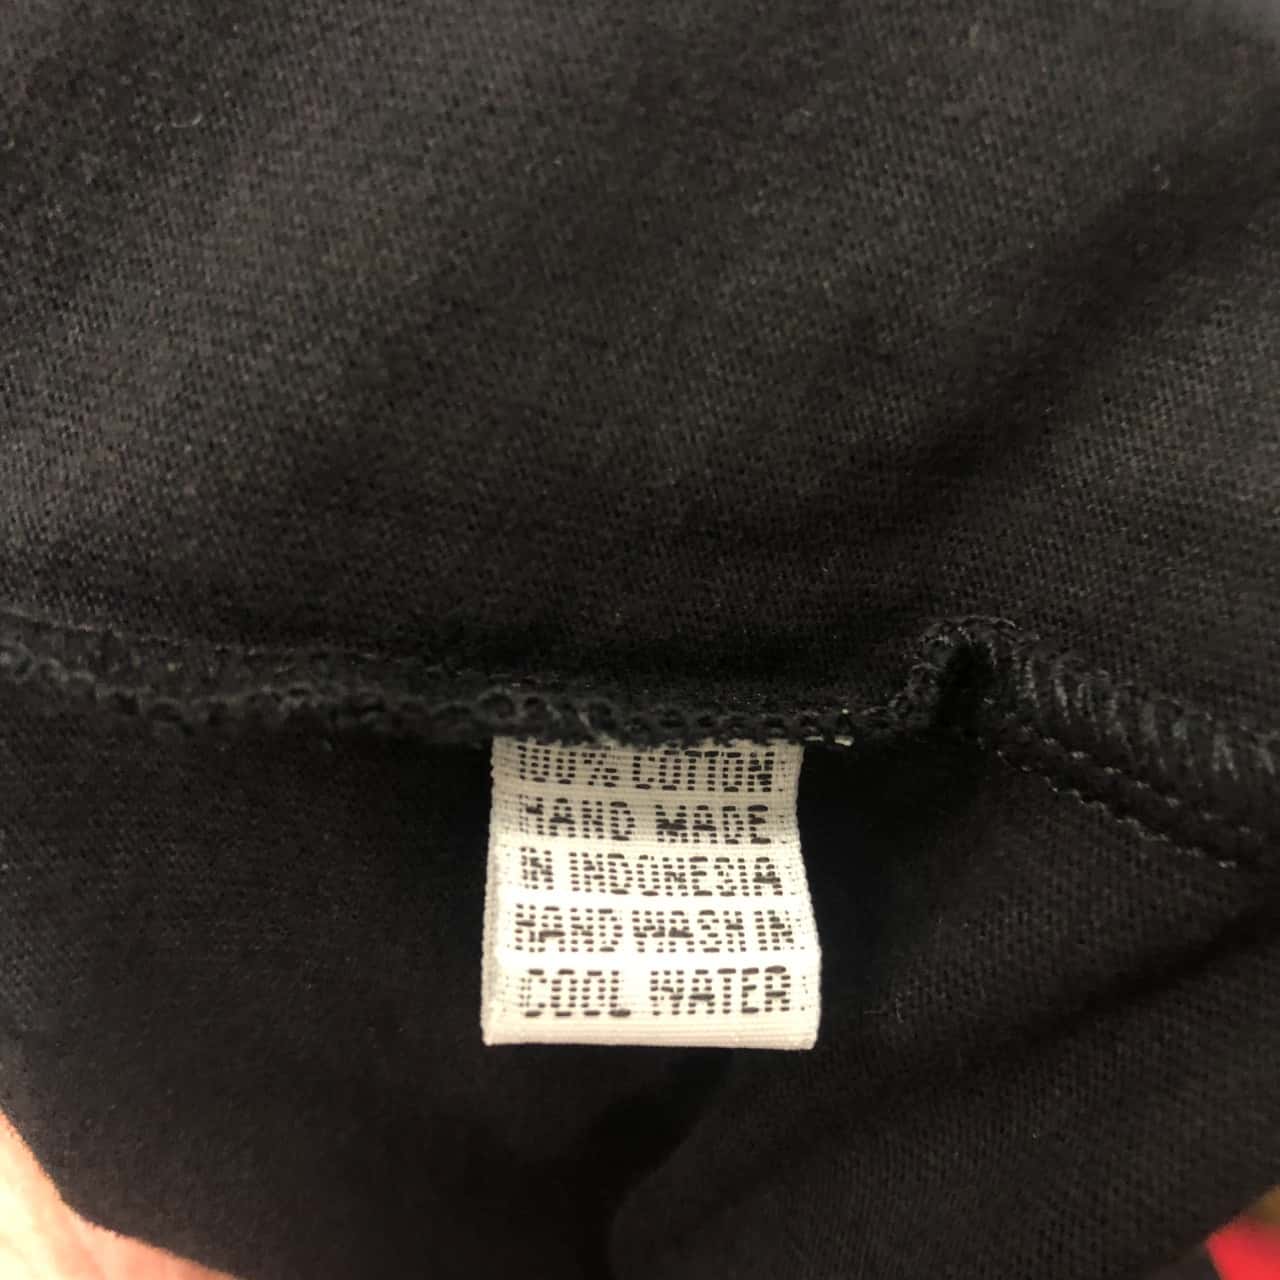 100% COTTON
HAND MADE
IN INDONESIA
HAND WASH IN
COOL WATER